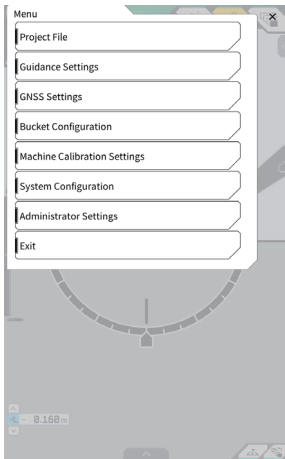 Menu
Project File
Guidance Settings
GNSS Settings
Bucket Configuration
Machine Calibration Settings
System Configuration
Administrator Settings
Exit
- 0.160 m